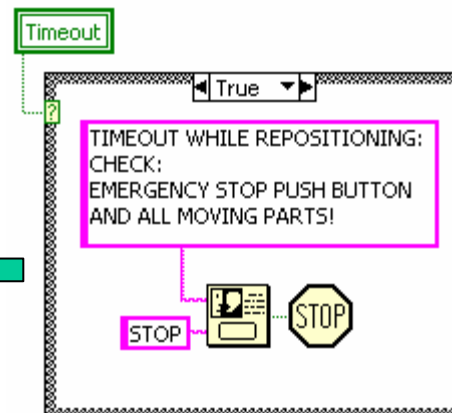 Timeout
True
?
TIMEOUT WHILE REPOSITIONING:
CHECK:
EMERGENCY STOP PUSH BUTTON
AND ALL MOVING PARTS!
STOP
STOP